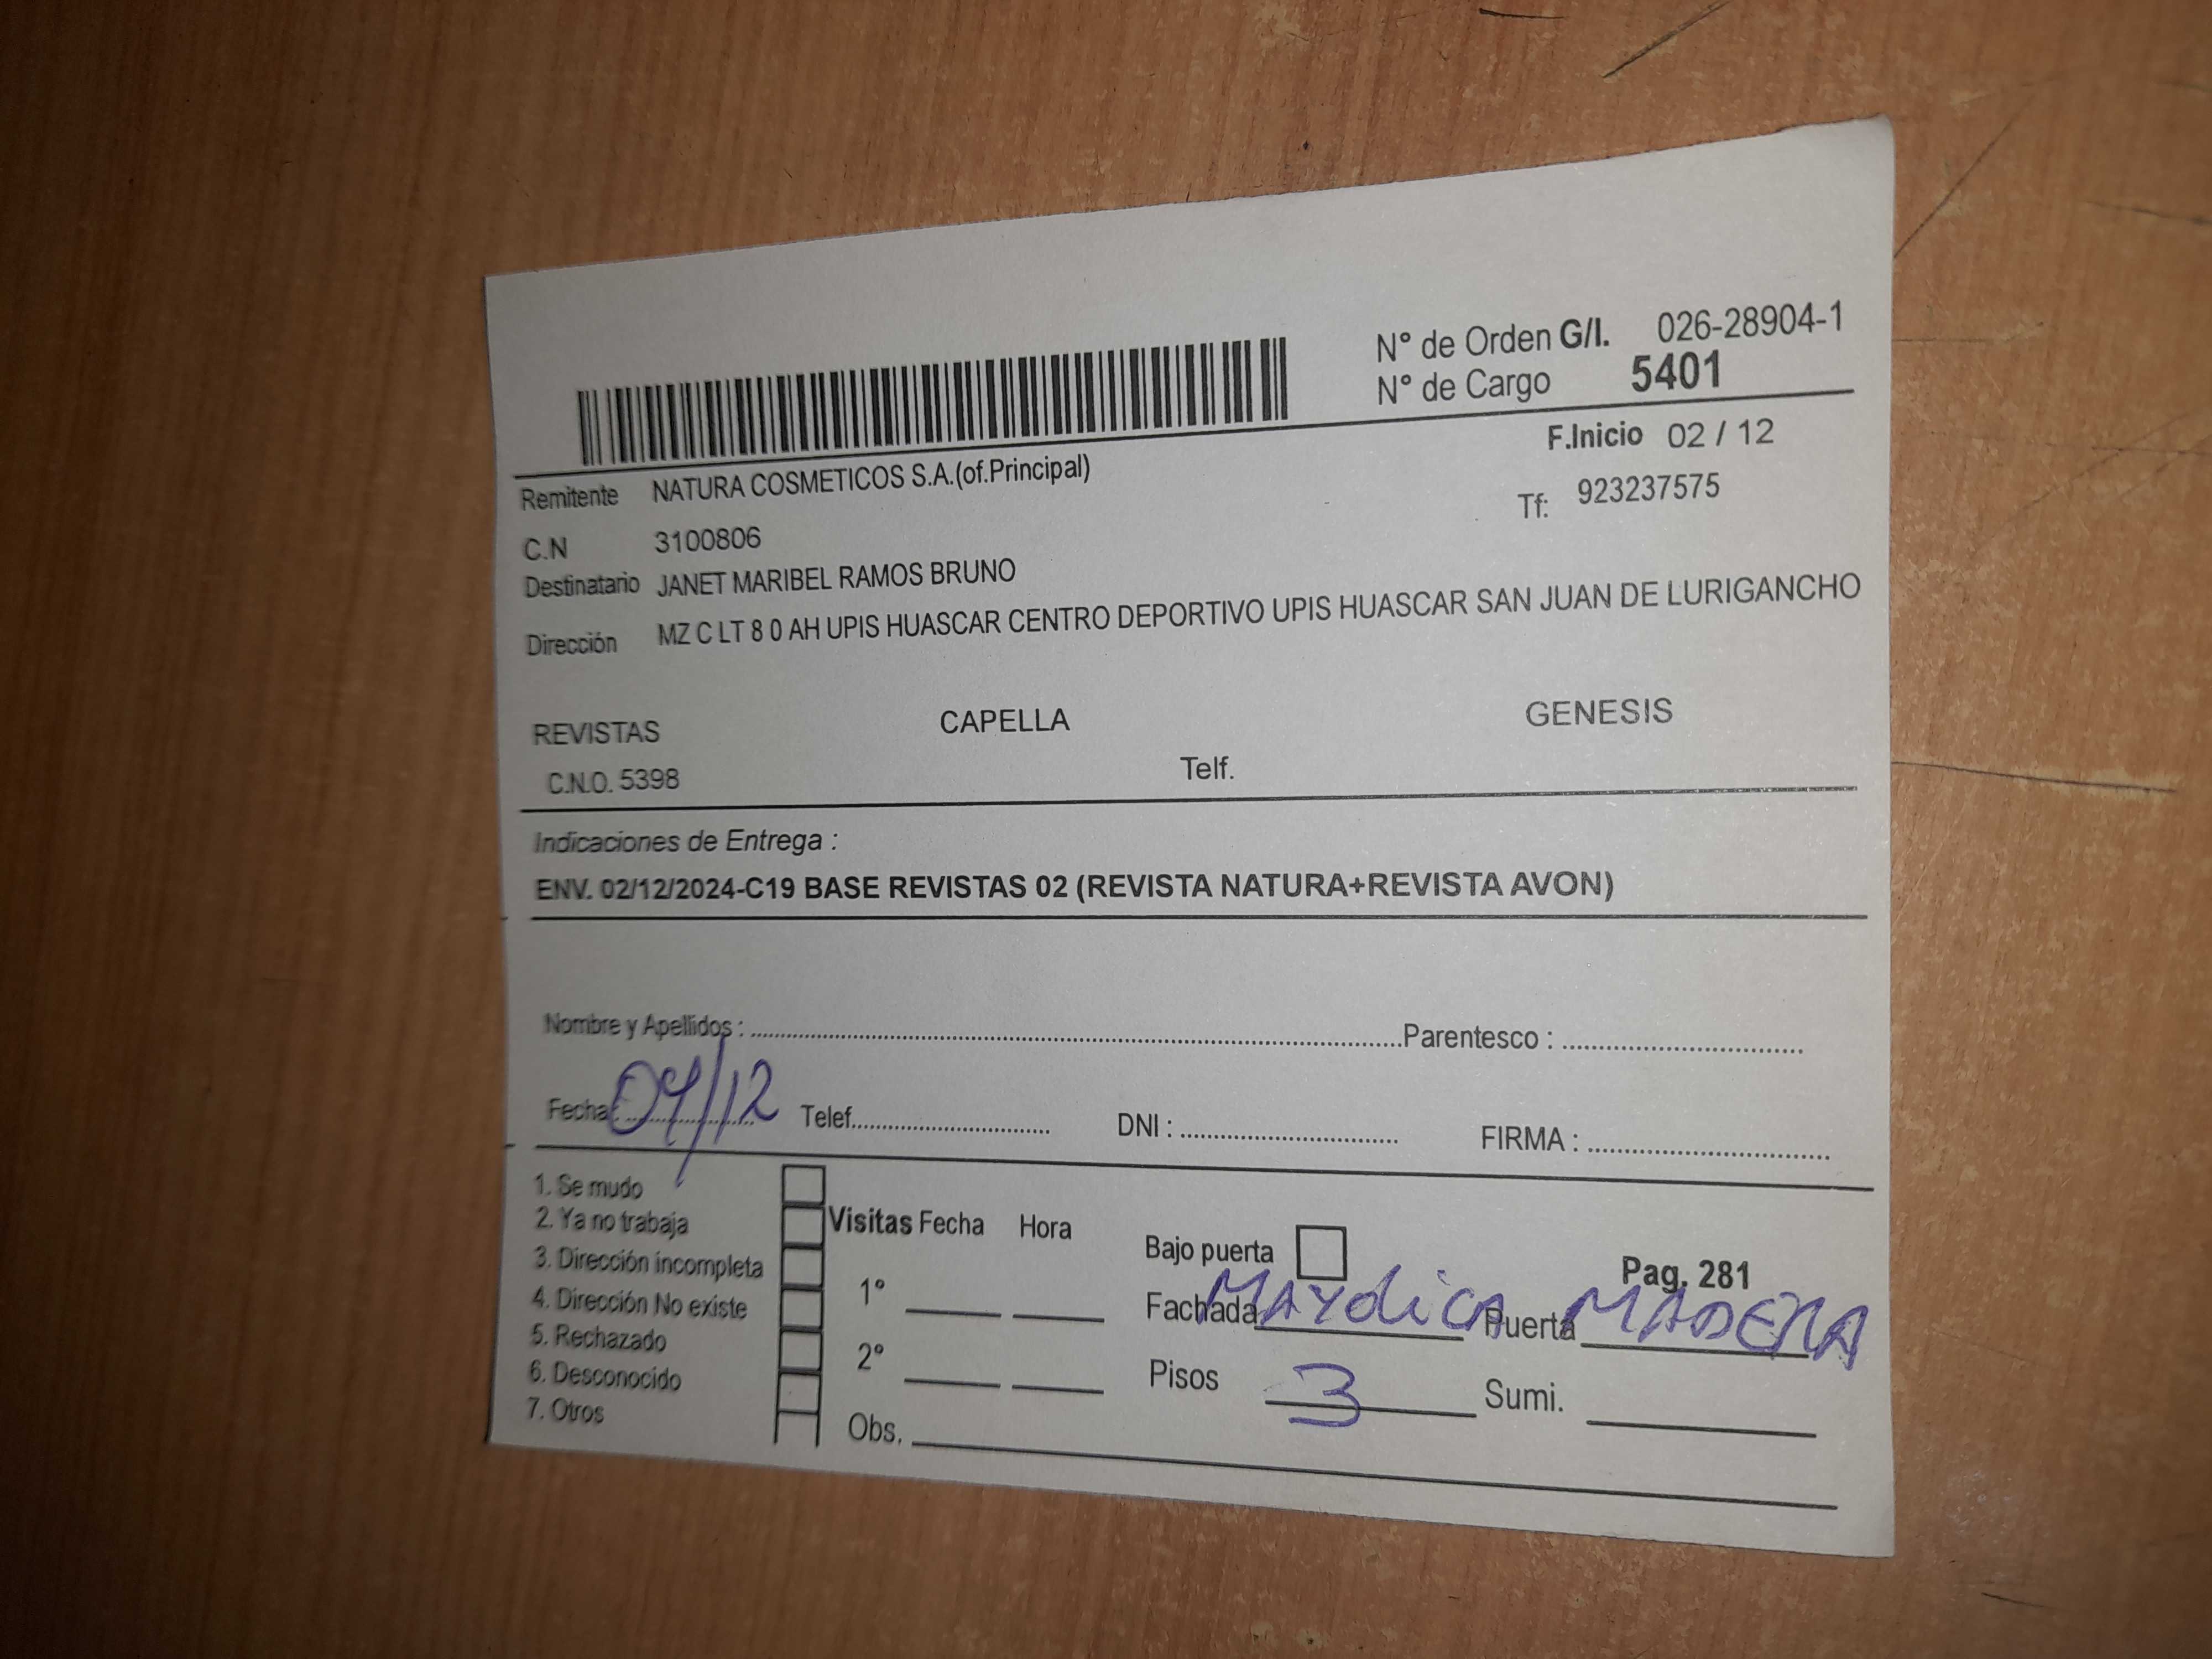 N° de Orden G/I. 026-28904-1
N° de Cargo 5401
F.Inicio 02 / 12
Remitente NATURA COSMETICOS S.A.(of.Principal)
Tf: 923237575
C.N 3100806
Destinatario JANET MARIBEL RAMOS BRUNO
Dirección MZ C LT 8 0 AH UPIS HUASCAR CENTRO DEPORTIVO UPIS HUASCAR SAN JUAN DE LURIGANCHO
REVISTAS CAPELLA GENESIS
C.N.O. 5398 Telf.
Indicaciones de Entrega :
ENV. 02/12/2024-C19 BASE REVISTAS 02 (REVISTA NATURA+REVISTA AVON)
Nombre y Apellidos : Parentesco :
Fecha: 04/12 Telef. DNI : FIRMA :
1. Se mudo
2. Ya no trabaja Visitas Fecha Hora
3. Dirección incompleta Bajo puerta Pag. 281
4. Dirección No existe 1° Fachada MAYOLICA Puerta MADERA
5. Rechazado
6. Desconocido 2° Pisos 3 Sumi.
7. Otros Obs.